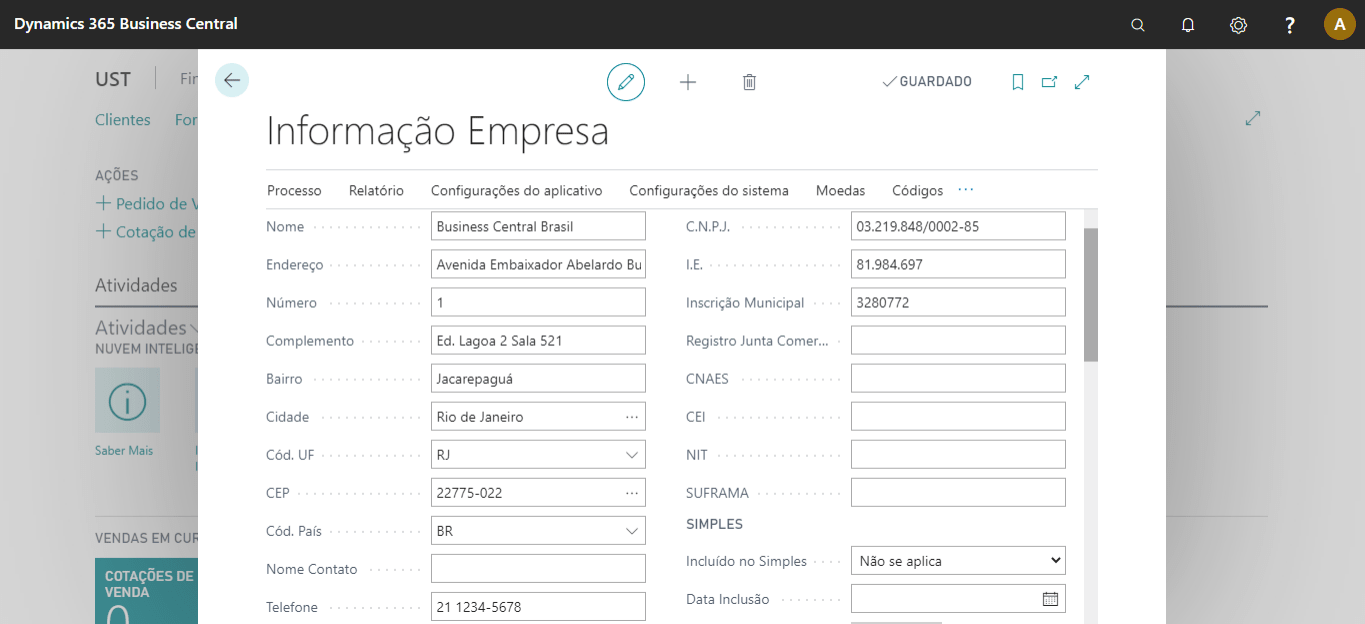 Dynamics 365 Business Central
A
UST
Clientes
AÇÕES
Pedido de
Cotação de
Atividades
Atividades
VENDAS EM
Saber Mais
COTAÇÕES DE
VENDA
0
GUARDADO
Informação Empresa
Processo Relatório Configurações do aplicativo Configurações do sistema Moedas Códigos ...
Nome Business Central Brasil
Endereço Avenida Embaixador Abelardo Bu
Número 1
Complemento Ed. Lagoa 2 Sala 521
Bairro Jacarepaguá
Cidade Rio de Janeiro ...
Cód. UF RJ
CEP 22775-022 ...
Cód. País BR
Nome Contato
Telefone 21 1234-5678
C.N.P.J. 03.219.848/0002-85
I.E. 81.984.697
Inscrição Municipal 3280772
Registro Junta Comer...
CNAES
CEI
NIT
SUFRAMA
SIMPLES
Incluído no Simples Não se aplica
Data Inclusão